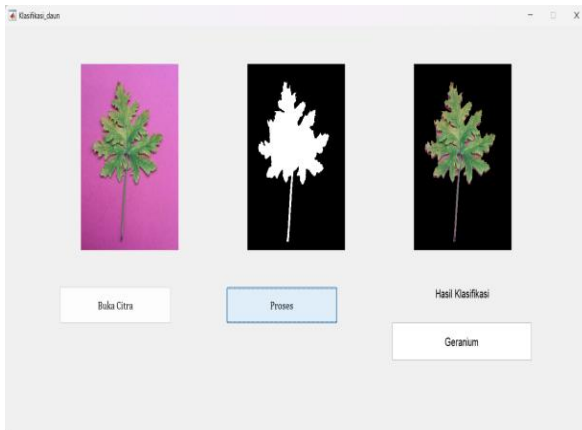 Klasifikasi_daun
Buka Citra
Proses
Hasil Klasifikasi
Geranium